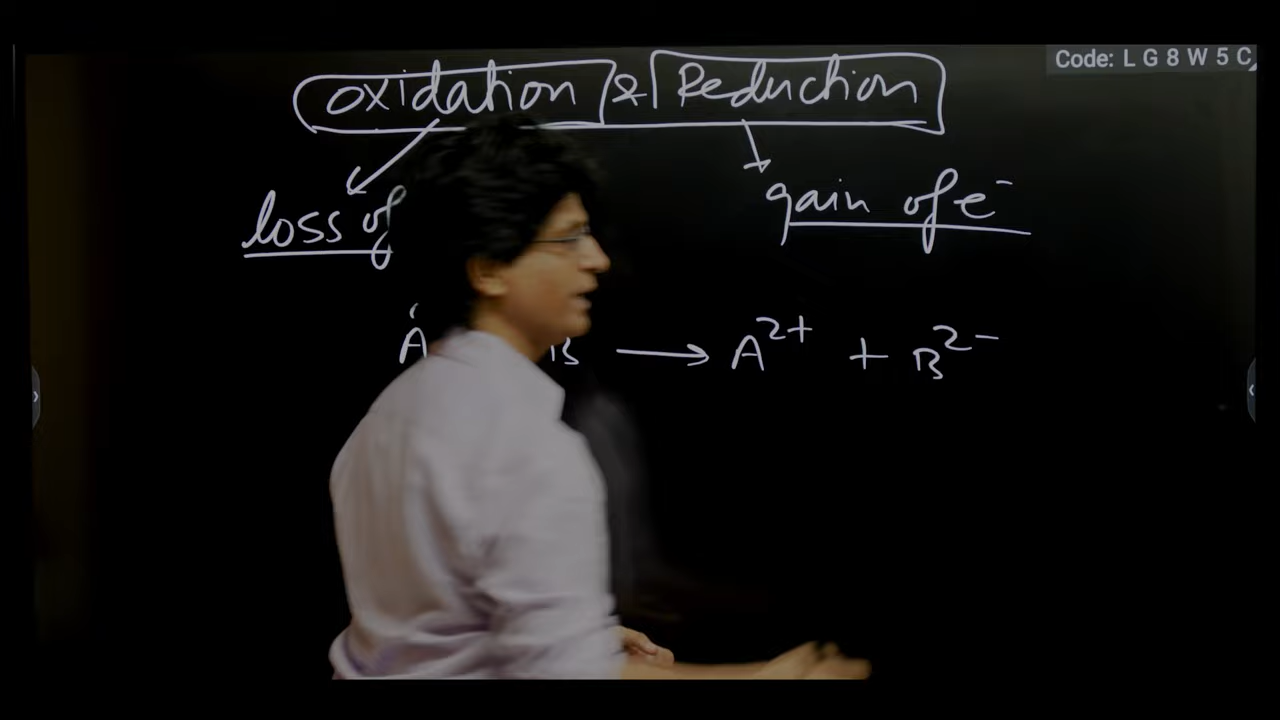 Code: L G 8 W 5 C
oxidation & Reduction
loss of
gain of e⁻
A B → A²⁺ + B²⁻